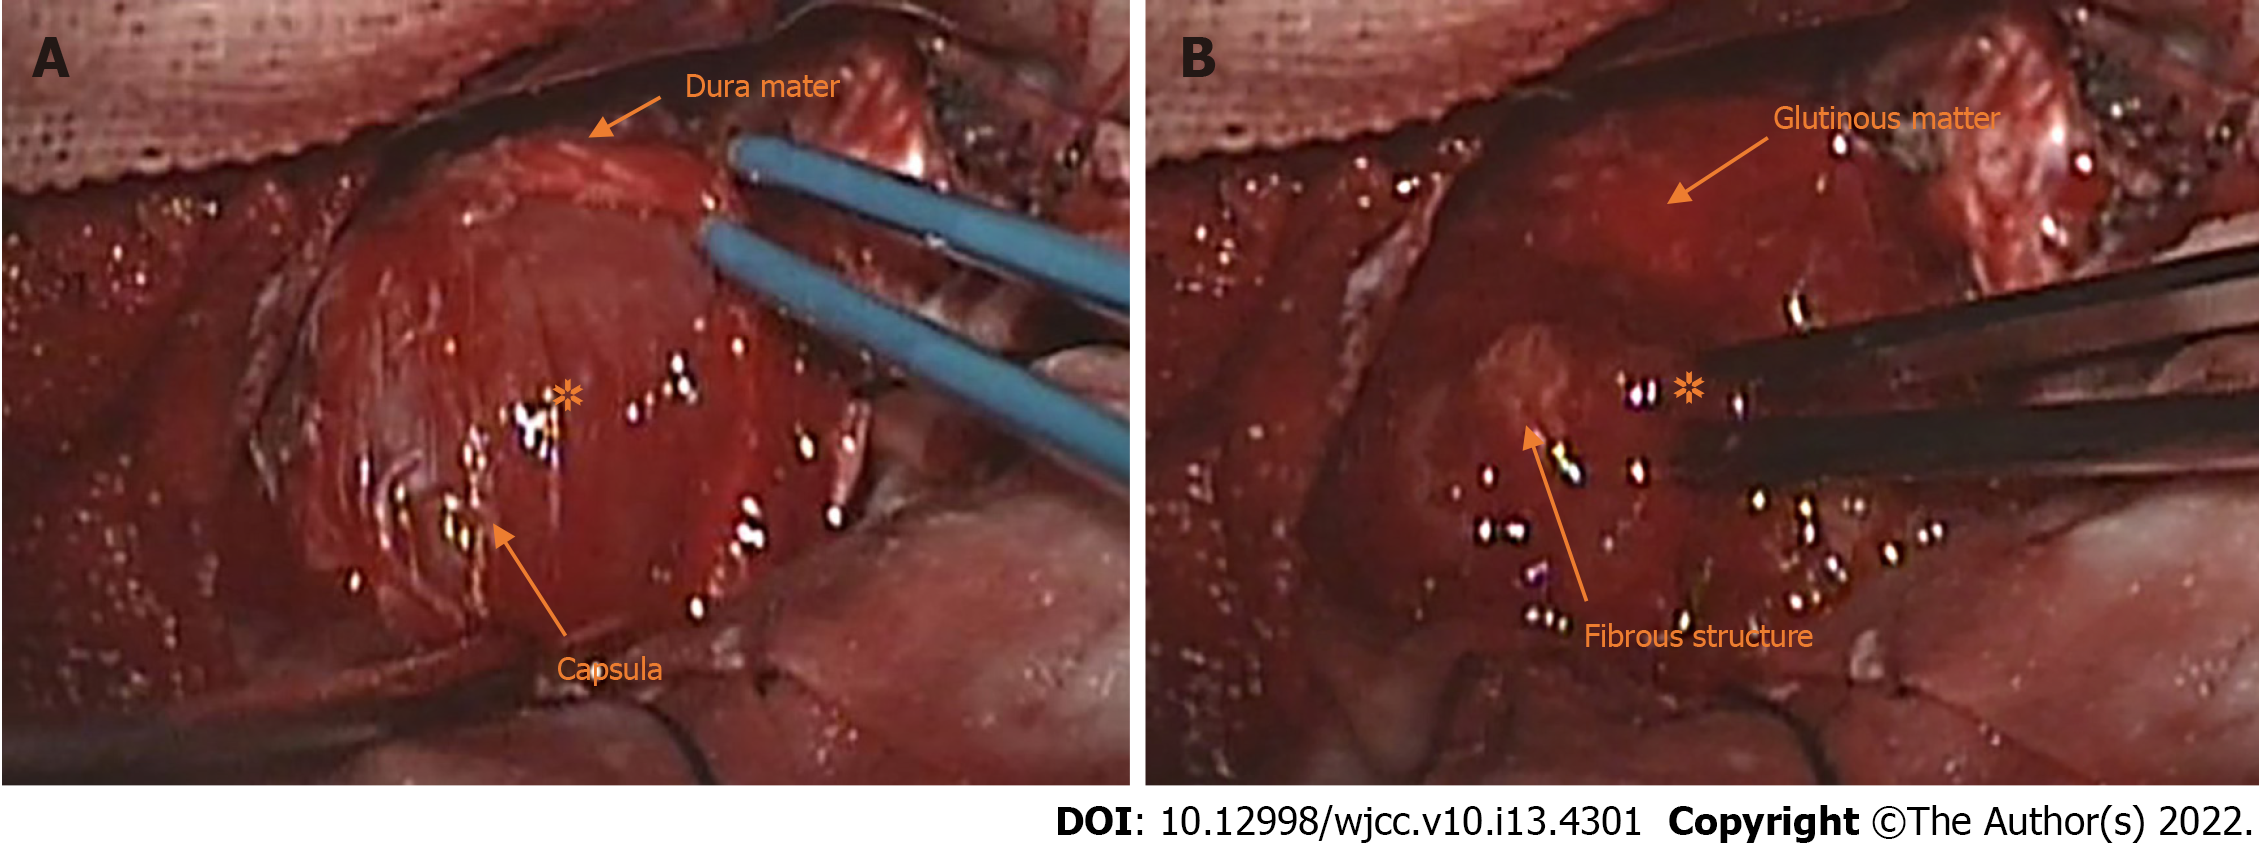 A
Dura mater
Capsula
B
Glutinous matter
Fibrous structure
DOI: 10.12998/wjcc.v10.i13.4301 Copyright ©The Author(s) 2022.